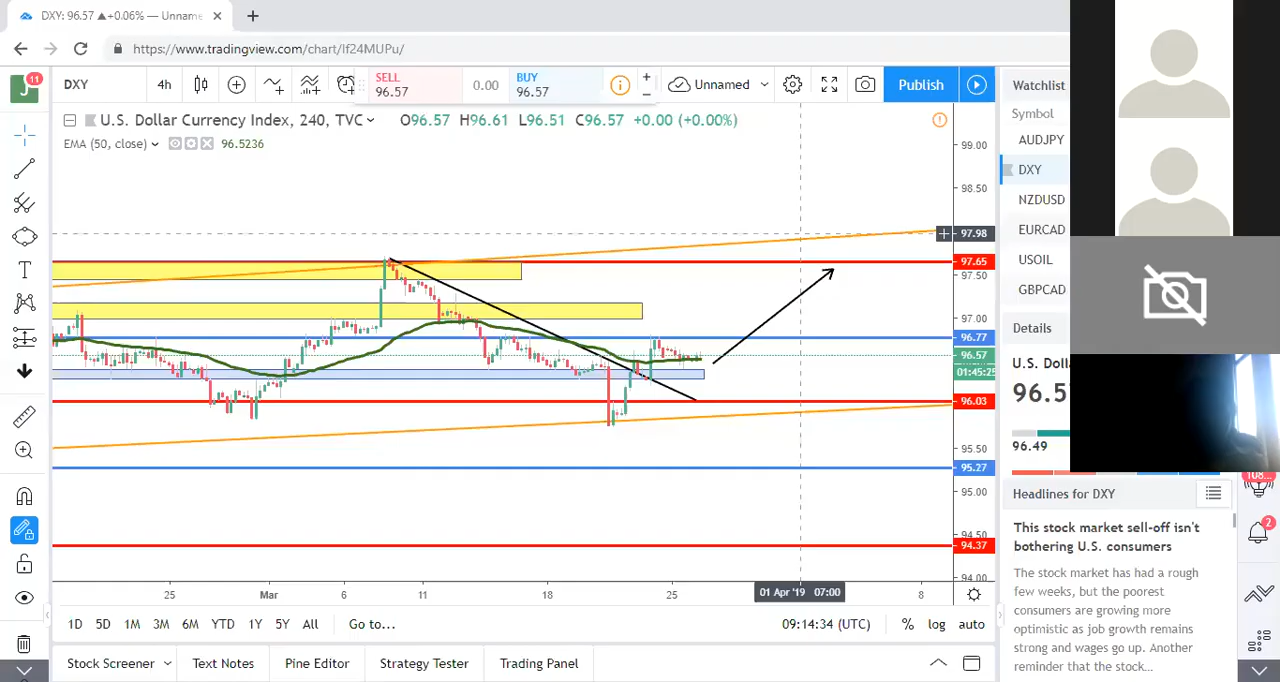 DXY: 96.57 ▲+0.06% — Unname
https://www.tradingview.com/chart/lf24MUPu/
J 11
DXY 4h SELL 96.57 0.00 BUY 96.57 Unnamed Publish
U.S. Dollar Currency Index, 240, TVC O96.57 H96.61 L96.51 C96.57 +0.00 (+0.00%)
EMA (50, close) 96.5236
99.00
98.50
97.98
97.65
97.50
97.00
96.77
96.57
01:45:25
96.03
95.50
95.27
95.00
94.50
94.37
94.00
25 Mar 6 11 18 25 01 Apr '19 07:00 8
1D 5D 1M 3M 6M YTD 1Y 5Y All Go to... 09:14:34 (UTC) % log auto
Stock Screener Text Notes Pine Editor Strategy Tester Trading Panel
Watchlist
Symbol
AUDJPY
DXY
NZDUSD
EURCAD
USOIL
GBPCAD
Details
U.S. Dol
96.5
96.49
Headlines for DXY
This stock market sell-off isn't
bothering U.S. consumers
The stock market has had a rough
few weeks, but the poorest
consumers are growing more
optimistic as job growth remains
strong and wages go up. Another
reminder that the stock...
108...
2